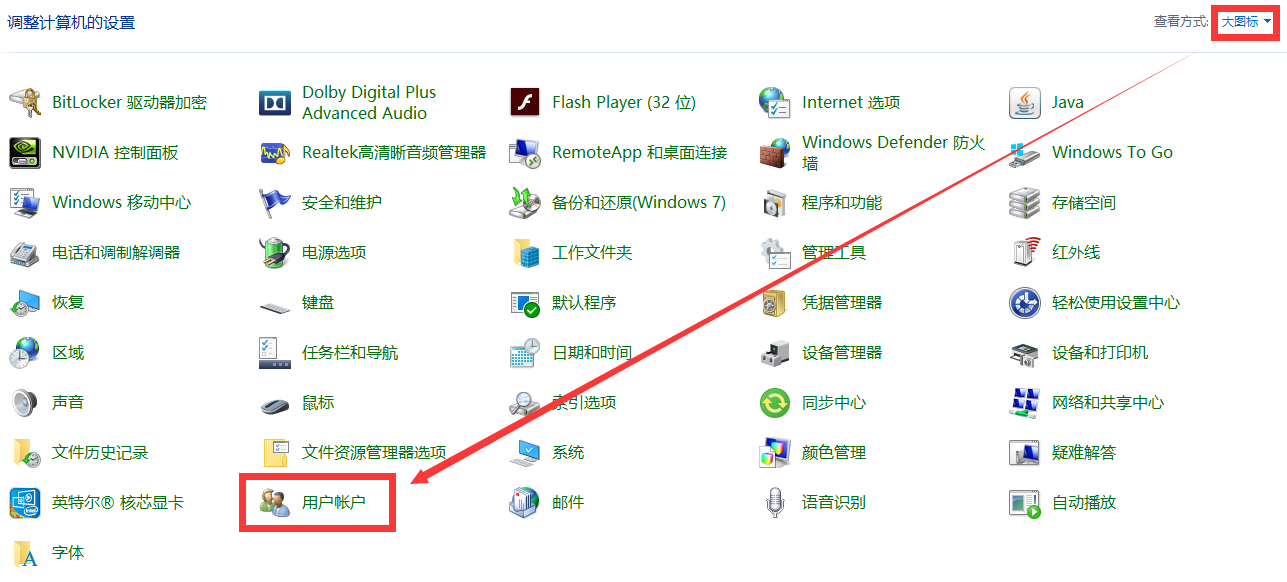 调整计算机的设置
查看方式: 大图标
BitLocker 驱动器加密
Dolby Digital Plus
Advanced Audio
Flash Player (32 位)
Internet 选项
Java
NVIDIA 控制面板
Realtek高清晰音频管理器
RemoteApp 和桌面连接
Windows Defender 防火
墙
Windows To Go
Windows 移动中心
安全和维护
备份和还原(Windows 7)
程序和功能
存储空间
电话和调制解调器
电源选项
工作文件夹
管理工具
红外线
恢复
键盘
默认程序
凭据管理器
轻松使用设置中心
区域
任务栏和导航
日期和时间
设备管理器
设备和打印机
声音
鼠标
索引选项
同步中心
网络和共享中心
文件历史记录
文件资源管理器选项
系统
颜色管理
疑难解答
英特尔® 核芯显卡
用户帐户
邮件
语音识别
自动播放
字体